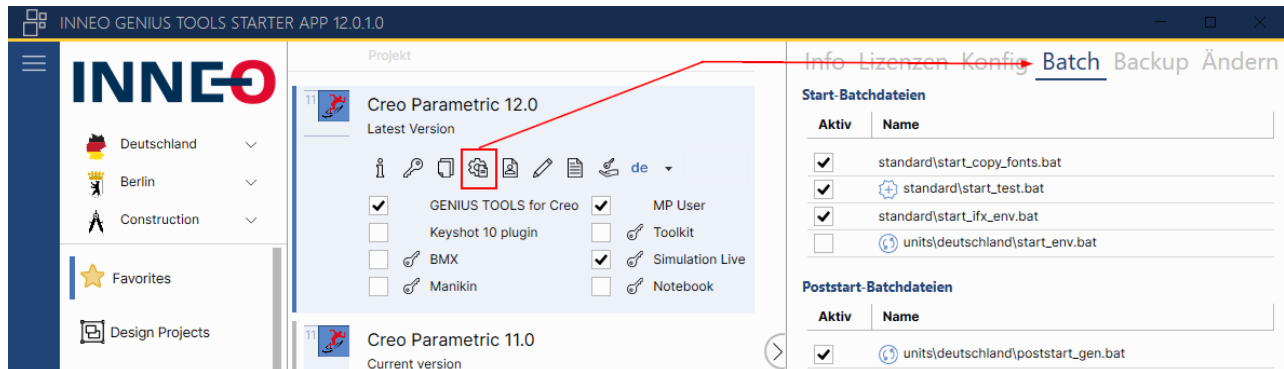 INNEO GENIUS TOOLS STARTER APP 12.0.1.0
INNEO
Deutschland
Berlin
Construction
Favorites
Design Projects
Projekt
11
Creo Parametric 12.0
Latest Version
de
GENIUS TOOLS for Creo
MP User
Keyshot 10 plugin
Toolkit
BMX
Simulation Live
Manikin
Notebook
11
Creo Parametric 11.0
Current version
Info Lizenzen Konfig Batch Backup Ändern
Start-Batchdateien
Aktiv Name
standard\start_copy_fonts.bat
standard\start_test.bat
standard\start_ifx_env.bat
units\deutschland\start_env.bat
Poststart-Batchdateien
Aktiv Name
units\deutschland\poststart_gen.bat